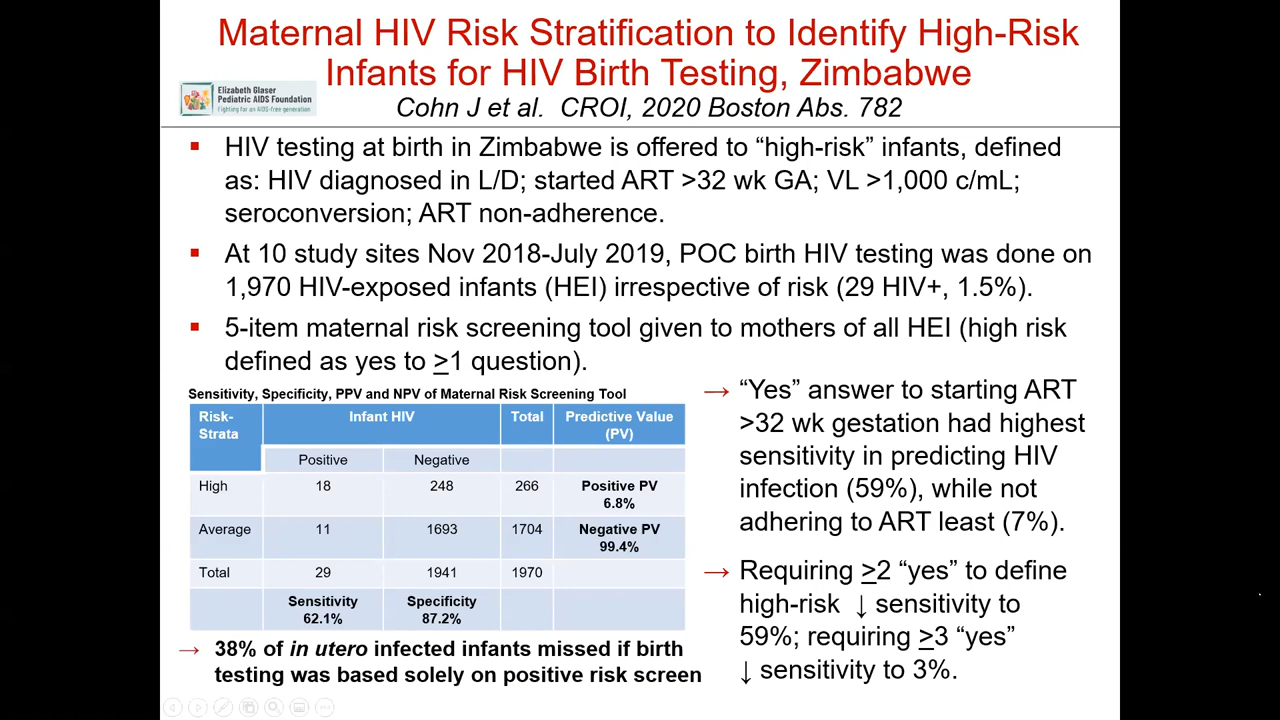 Maternal HIV Risk Stratification to Identify High-Risk
Infants for HIV Birth Testing, Zimbabwe
Elizabeth Glaser
Pediatric AIDS Foundation
Fighting for an AIDS-free generation
Cohn J et al. CROI, 2020 Boston Abs. 782
▪ HIV testing at birth in Zimbabwe is offered to “high-risk” infants, defined
as: HIV diagnosed in L/D; started ART >32 wk GA; VL >1,000 c/mL;
seroconversion; ART non-adherence.
▪ At 10 study sites Nov 2018-July 2019, POC birth HIV testing was done on
1,970 HIV-exposed infants (HEI) irrespective of risk (29 HIV+, 1.5%).
▪ 5-item maternal risk screening tool given to mothers of all HEI (high risk
defined as yes to >1 question).
Sensitivity, Specificity, PPV and NPV of Maternal Risk Screening Tool
Risk-Strata Infant HIV Total Predictive Value (PV)
Positive Negative
High 18 248 266 Positive PV 6.8%
Average 11 1693 1704 Negative PV 99.4%
Total 29 1941 1970
Sensitivity 62.1% Specificity 87.2%
→ 38% of in utero infected infants missed if birth
testing was based solely on positive risk screen
→ “Yes” answer to starting ART
>32 wk gestation had highest
sensitivity in predicting HIV
infection (59%), while not
adhering to ART least (7%).
→ Requiring >2 “yes” to define
high-risk ↓ sensitivity to
59%; requiring >3 “yes”
↓ sensitivity to 3%.